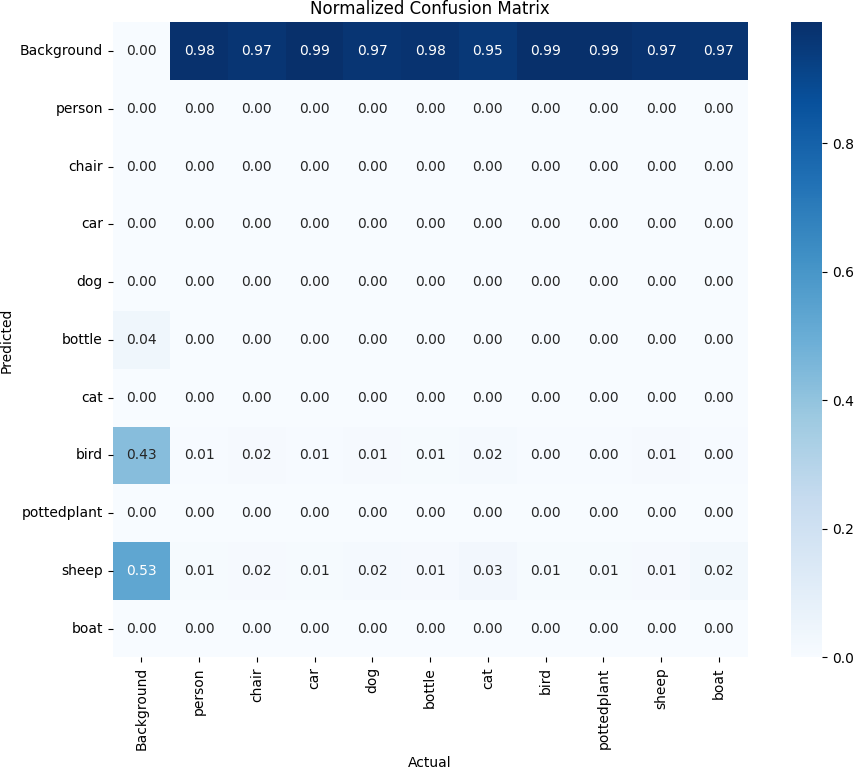 Normalized Confusion Matrix
Background 0.00 0.98 0.97 0.99 0.97 0.98 0.95 0.99 0.99 0.97 0.97
person 0.00 0.00 0.00 0.00 0.00 0.00 0.00 0.00 0.00 0.00 0.00
chair 0.00 0.00 0.00 0.00 0.00 0.00 0.00 0.00 0.00 0.00 0.00
car 0.00 0.00 0.00 0.00 0.00 0.00 0.00 0.00 0.00 0.00 0.00
dog 0.00 0.00 0.00 0.00 0.00 0.00 0.00 0.00 0.00 0.00 0.00
bottle 0.04 0.00 0.00 0.00 0.00 0.00 0.00 0.00 0.00 0.00 0.00
cat 0.00 0.00 0.00 0.00 0.00 0.00 0.00 0.00 0.00 0.00 0.00
bird 0.43 0.01 0.02 0.01 0.01 0.01 0.02 0.00 0.00 0.01 0.00
pottedplant 0.00 0.00 0.00 0.00 0.00 0.00 0.00 0.00 0.00 0.00 0.00
sheep 0.53 0.01 0.02 0.01 0.02 0.01 0.03 0.01 0.01 0.01 0.02
boat 0.00 0.00 0.00 0.00 0.00 0.00 0.00 0.00 0.00 0.00 0.00
Background person chair car dog bottle cat bird pottedplant sheep boat
Actual
Predicted
0.8
0.6
0.4
0.2
0.0